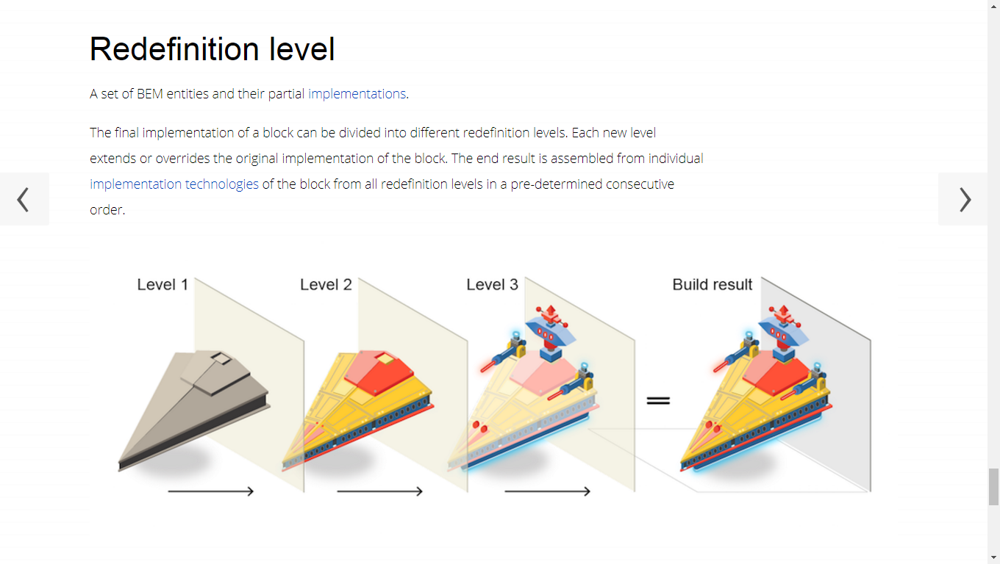 Redefinition level
A set of BEM entities and their partial implementations.
The final implementation of a block can be divided into different redefinition levels. Each new level
extends or overrides the original implementation of the block. The end result is assembled from individual
implementation technologies of the block from all redefinition levels in a pre-determined consecutive
order.
Level 1
Level 2
Level 3
Build result